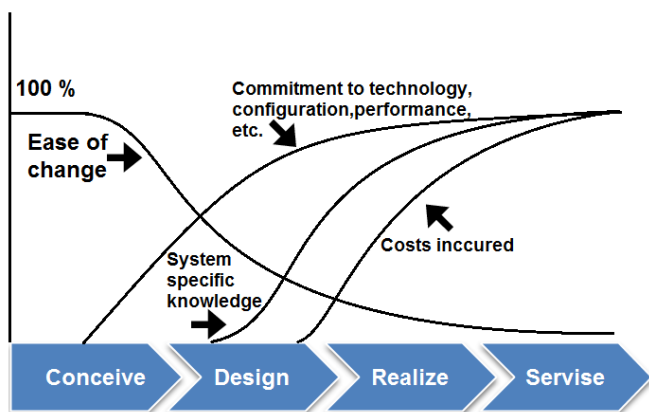 100 %
Commitment to technology,
configuration,performance,
etc.
Ease of
change
System
specific
knowledge
Costs inccured
Conceive
Design
Realize
Servise